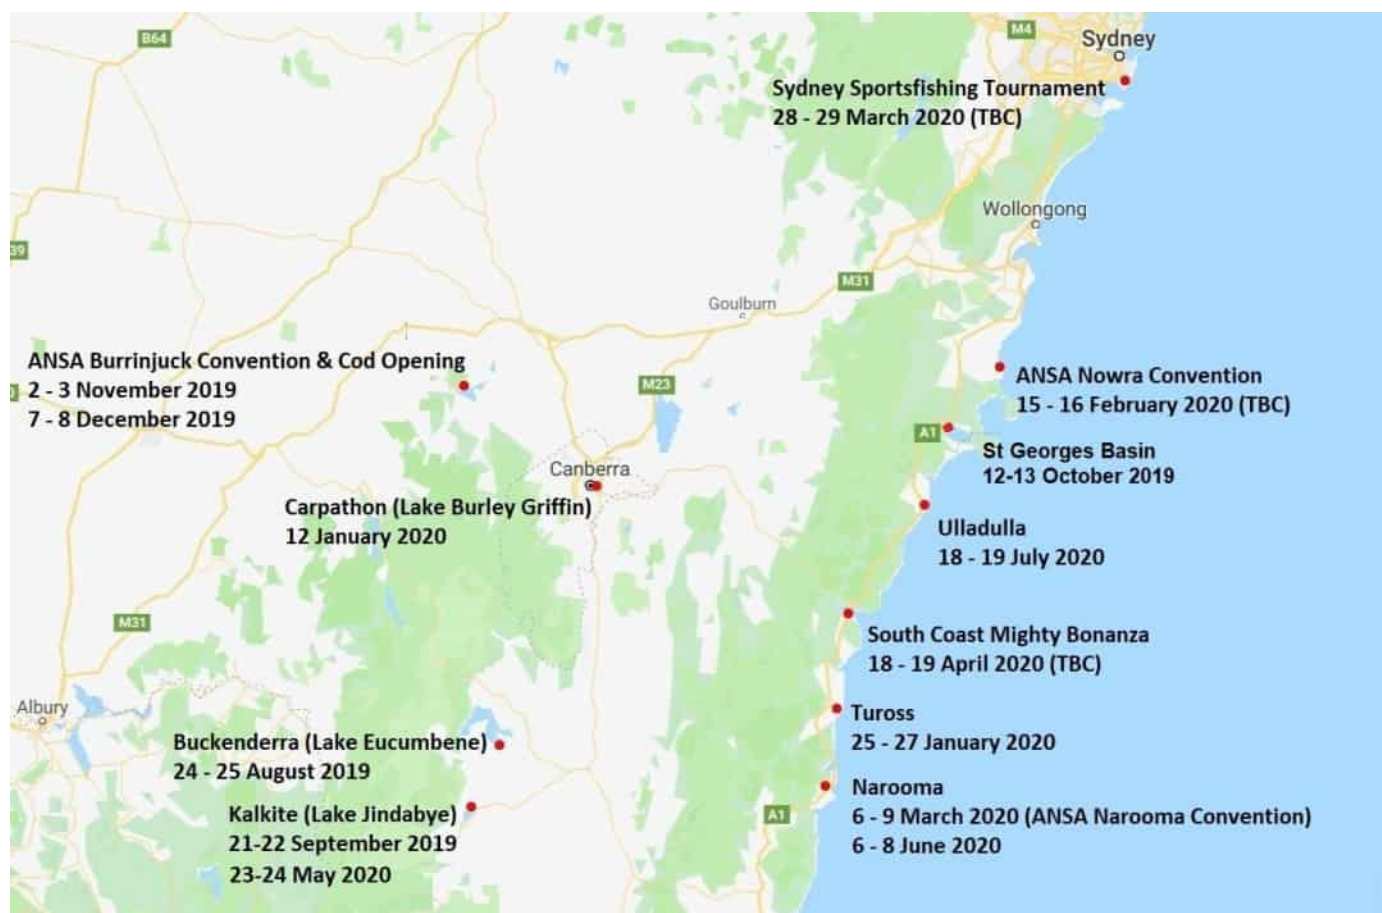 B64
M4
Sydney
Sydney Sportsfishing Tournament
28 - 29 March 2020 (TBC)
Wollongong
39
M31
Goulburn
ANSA Burrinjuck Convention & Cod Opening
2 - 3 November 2019
7 - 8 December 2019
M23
ANSA Nowra Convention
15 - 16 February 2020 (TBC)
A1
St Georges Basin
12-13 October 2019
Canberra
Carpathon (Lake Burley Griffin)
12 January 2020
Ulladulla
18 - 19 July 2020
M31
South Coast Mighty Bonanza
18 - 19 April 2020 (TBC)
Albury
Tuross
25 - 27 January 2020
Buckenderra (Lake Eucumbene)
24 - 25 August 2019
Narooma
6 - 9 March 2020 (ANSA Narooma Convention)
6 - 8 June 2020
Kalkite (Lake Jindabye)
21-22 September 2019
23-24 May 2020
A1